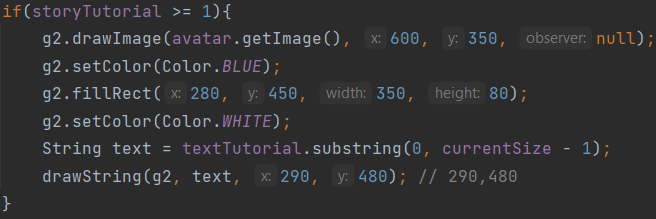 if(storyTutorial >= 1){
g2.drawImage(avatar.getImage(), x: 600, y: 350, observer: null);
g2.setColor(Color.BLUE);
g2.fillRect( x: 280, y: 450, width: 350, height: 80);
g2.setColor(Color.WHITE);
String text = textTutorial.substring(0, currentSize - 1);
drawString(g2, text, x: 290, y: 480); // 290,480
}